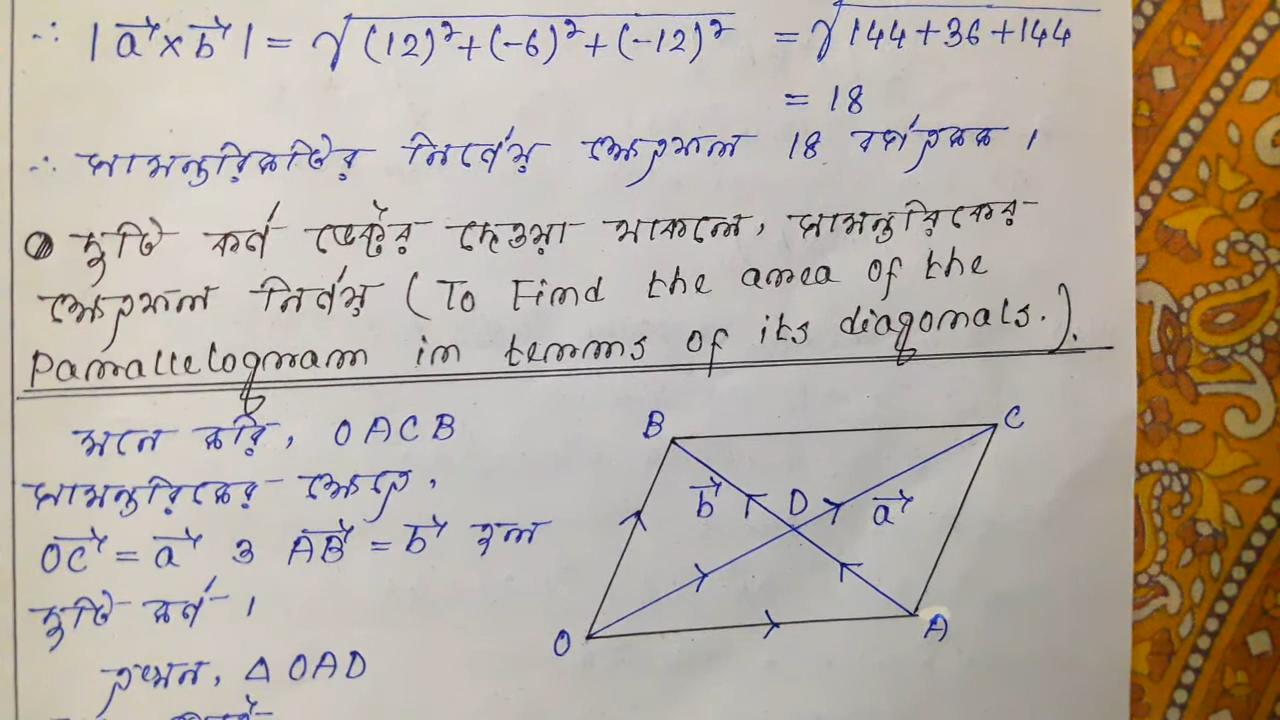 ∴ |a⃗ × b⃗| = √(12)²+(-6)²+(-12)² = √144+36+144
= 18
∴ সামন্তরিকটির নির্ণেয় ক্ষেত্রফল 18 বর্গ একক ।
দুটি কর্ণ ভেক্টর দেওয়া থাকলে, সামন্তরিকের
ক্ষেত্রফল নির্ণয় (To Find the area of the
Parallelogram in terms of its diagonals.).
মনে করি, OACB
সামন্তরিকের ক্ষেত্রে,
OC⃗ = a⃗ ও AB⃗ = b⃗ হল
দুটি কর্ণ ।
এখন, △OAD
B
C
b⃗
D
a⃗
O
A